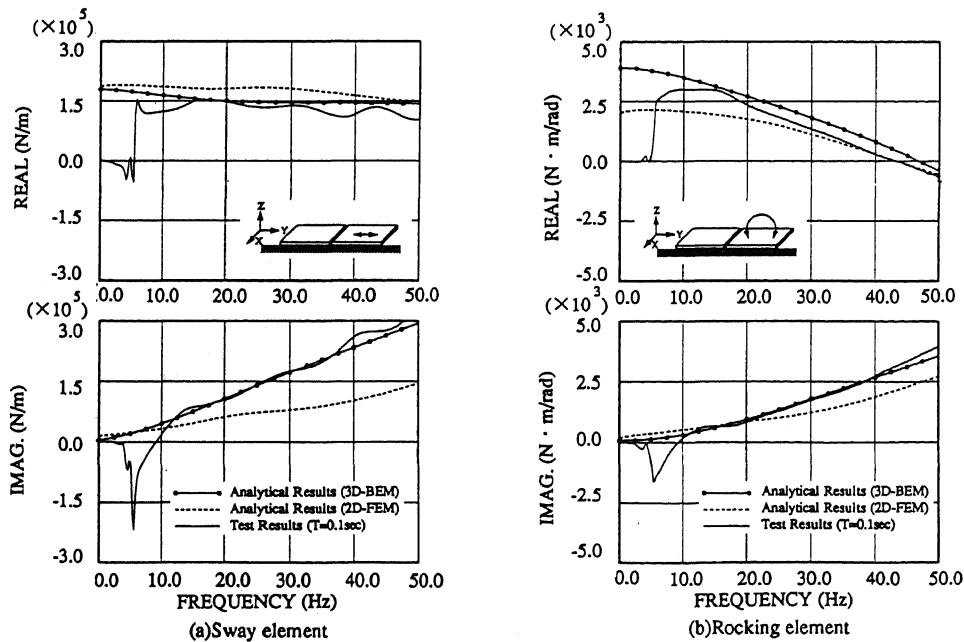 (×10⁵)
3.0
1.5
0.0
-1.5
-3.0
REAL (N/m)
Z
Y
X
0.0 10.0 20.0 30.0 40.0 50.0
(×10³)
5.0
2.5
0.0
-2.5
-5.0
REAL (N · m/rad)
Z
Y
X
0.0 10.0 20.0 30.0 40.0 50.0
(×10⁵)
3.0
1.5
0.0
-1.5
-3.0
IMAG. (N/m)
Analytical Results (3D-BEM)
Analytical Results (2D-FEM)
Test Results (T=0.1sec)
0.0 10.0 20.0 30.0 40.0 50.0
FREQUENCY (Hz)
(a)Sway element
(×10³)
5.0
2.5
0.0
-2.5
-5.0
IMAG. (N · m/rad)
Analytical Results (3D-BEM)
Analytical Results (2D-FEM)
Test Results (T=0.1sec)
0.0 10.0 20.0 30.0 40.0 50.0
FREQUENCY (Hz)
(b)Rocking element